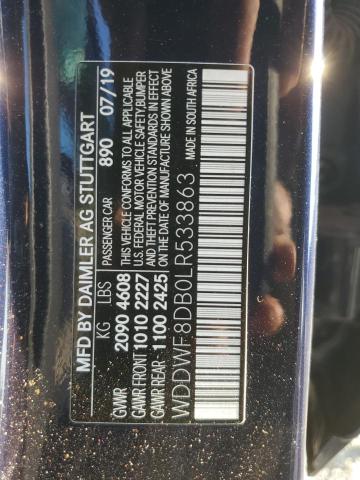 MFD BY DAIMLER AG STUTTGART
KG LBS PASSENGER CAR 890 07/19
GVWR 2090 4608 THIS VEHICLE CONFORMS TO ALL APPLICABLE
GAWR FRONT 1010 2227 U.S. FEDERAL MOTOR VEHICLE SAFETY,BUMPER
GAWR REAR 1100 2425 AND THEFT PREVENTION STANDARDS IN EFFECT
ON THE DATE OF MANUFACTURE SHOWN ABOVE
WDDWF8DB0LR533863 MADE IN SOUTH AFRICA